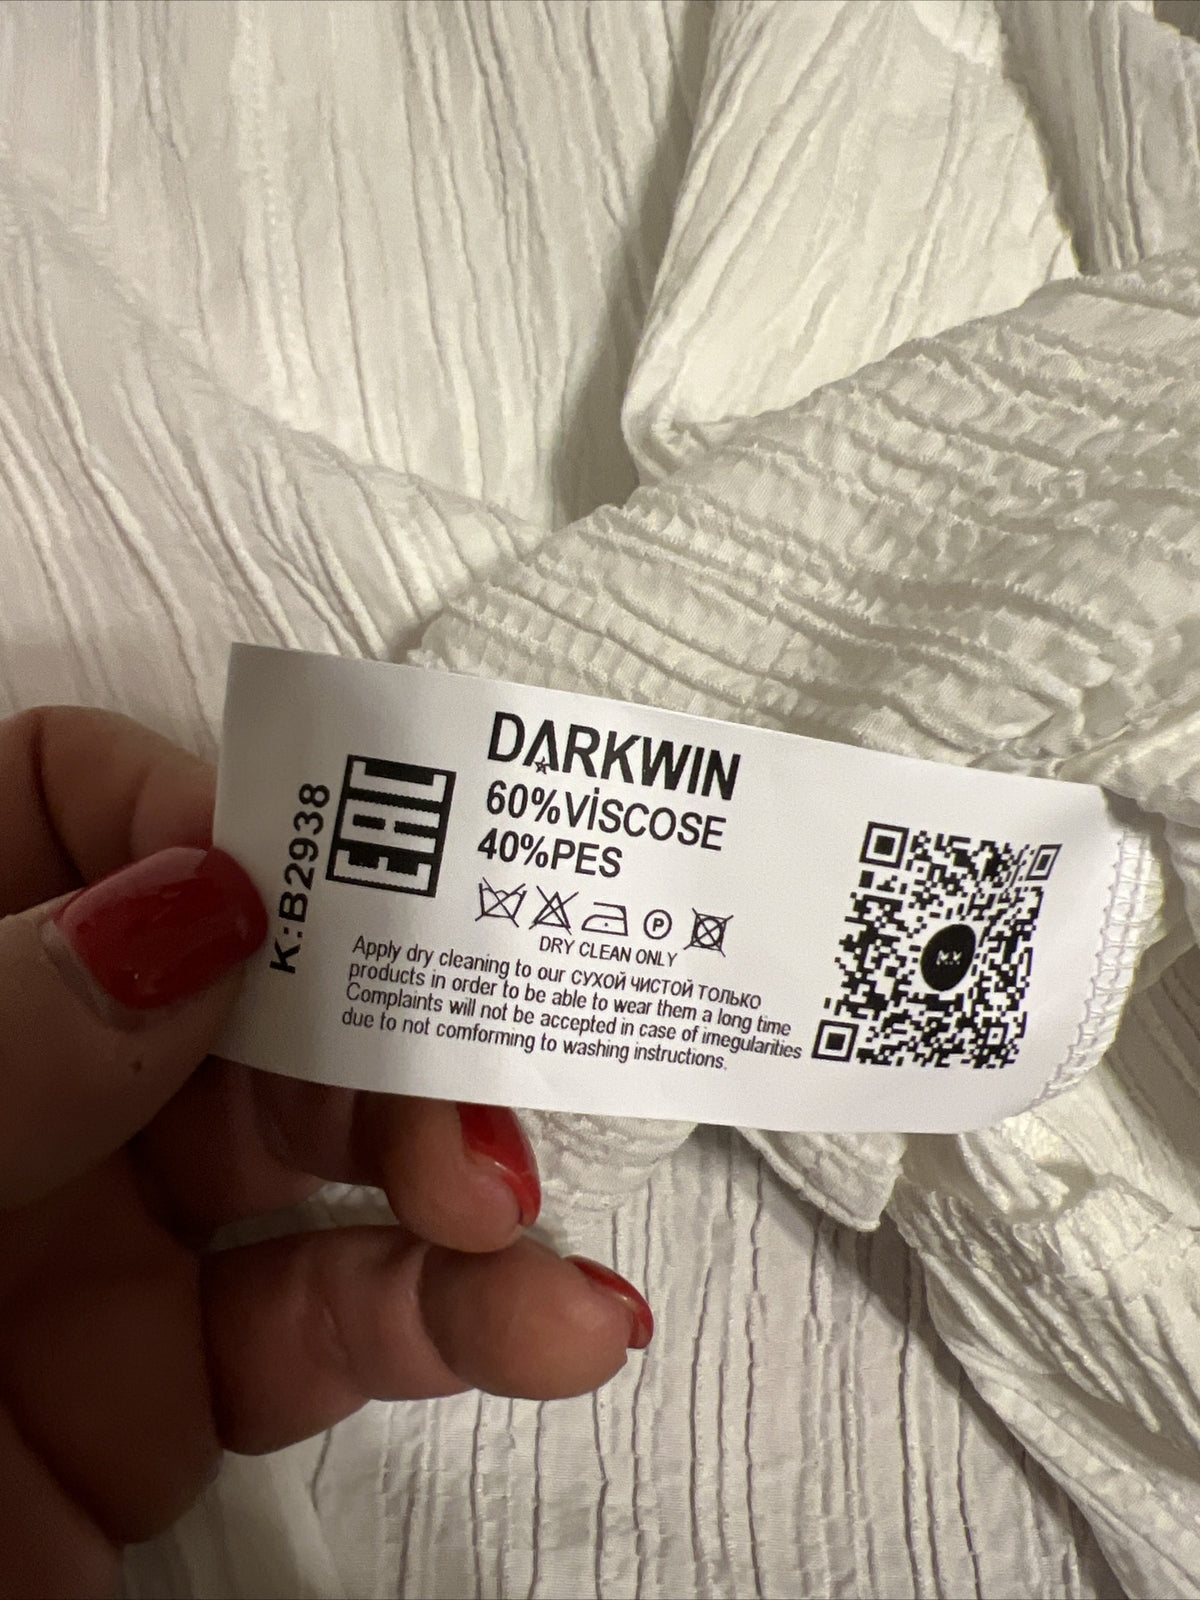 K:B2938
EAC
DARKWIN
60%VİSCOSE
40%PES
P
DRY CLEAN ONLY
Apply dry cleaning to our СУХОЙ ЧИСТОЙ ТОЛЬКО
products in order to be able to wear them a long time
Complaints will not be accepted in case of imegularities
due to not comforming to washing instructions.